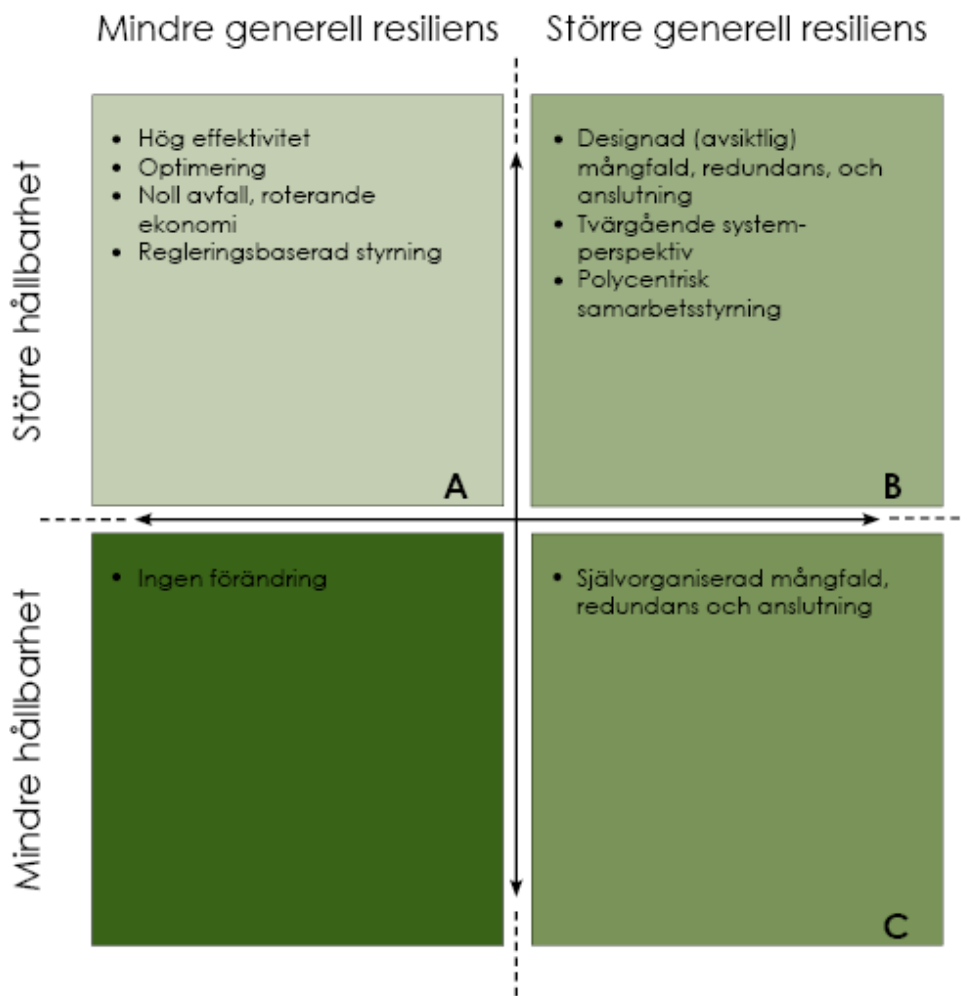 Mindre generell resiliens
Större generell resiliens
Större hållbarhet
• Hög effektivitet
• Optimering
• Noll avfall, roterande
ekonomi
• Regleringsbaserad styrning
A
• Designad (avsiktlig)
mångfald, redundans, och
anslutning
• Tvärgående system-
perspektiv
• Polycentrisk
samarbetsstyrning
B
Mindre hållbarhet
• Ingen förändring
• Självorganiserad mångfald,
redundans och anslutning
C